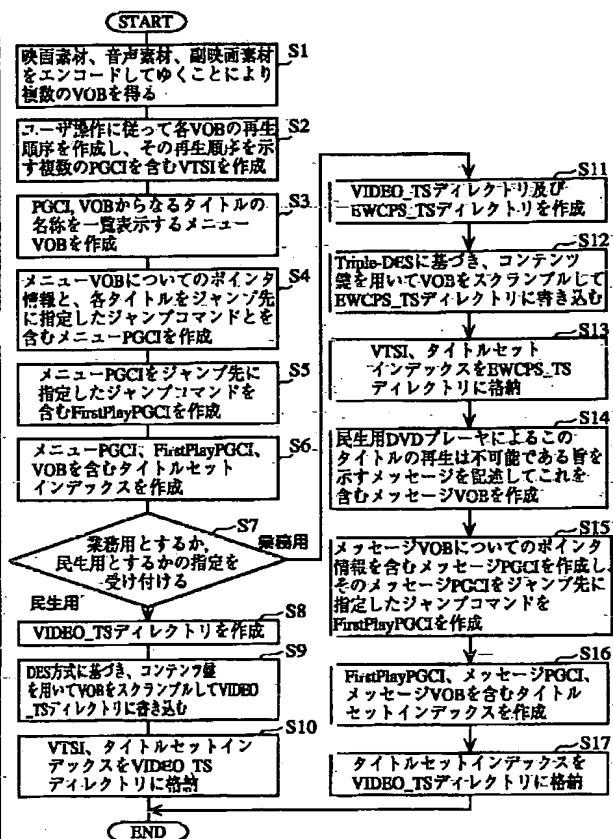 START
S1
映画素材、音声素材、副映画素材
をエンコードしてゆくことにより
複数のVOBを得る
S2
ユーザ操作に従って各VOBの再生
順序を作成し、その再生順序を示
す複数のPGCIを含むVTSIを作成
S3
PGCI, VOBからなるタイトルの
名称を一覧表示するメニュー
VOBを作成
S4
メニューVOBについてのポインタ
情報と、各タイトルをジャンプ先
に指定したジャンプコマンドとを
含むメニューPGCIを作成
S5
メニューPGCIをジャンプ先に
指定したジャンプコマンドを
含むFirstPlayPGCIを作成
S6
メニューPGCI、FirstPlayPGCI、
VOBを含むタイトルセット
インデックスを作成
S7
業務用とするか、
民生用とするかの指定を
受け付ける
業務用
民生用
S8
VIDEO_TSディレクトリを作成
S9
DES方式に基づき、コンテンツ鍵
を用いてVOBをスクランブルしてVIDEO
_TSディレクトリに書き込む
S10
VTSI、タイトルセットイン
デックスをVIDEO_TS
ディレクトリに格納
S11
VIDEO_TSディレクトリ及び
EWCPS_TSディレクトリを作成
S12
Triple-DESに基づき、コンテンツ
鍵を用いてVOBをスクランブルして
EWCPS_TSディレクトリに書き込む
S13
VTSI、タイトルセット
インデックスをEWCPS_TS
ディレクトリに格納
S14
民生用DVDプレーヤによるこの
タイトルの再生は不可能である旨を
示すメッセージを記述してこれを
含むメッセージVOBを作成
S15
メッセージVOBについてのポインタ
情報を含むメッセージPGCIを作成し、
そのメッセージPGCIをジャンプ先に
指定したジャンプコマンドを
FirstPlayPGCIを作成
S16
FirstPlayPGCI、メッセージPGCI、
メッセージVOBを含むタイトル
セットインデックスを作成
S17
タイトルセットインデックスを
VIDEO_TSディレクトリに格納
END